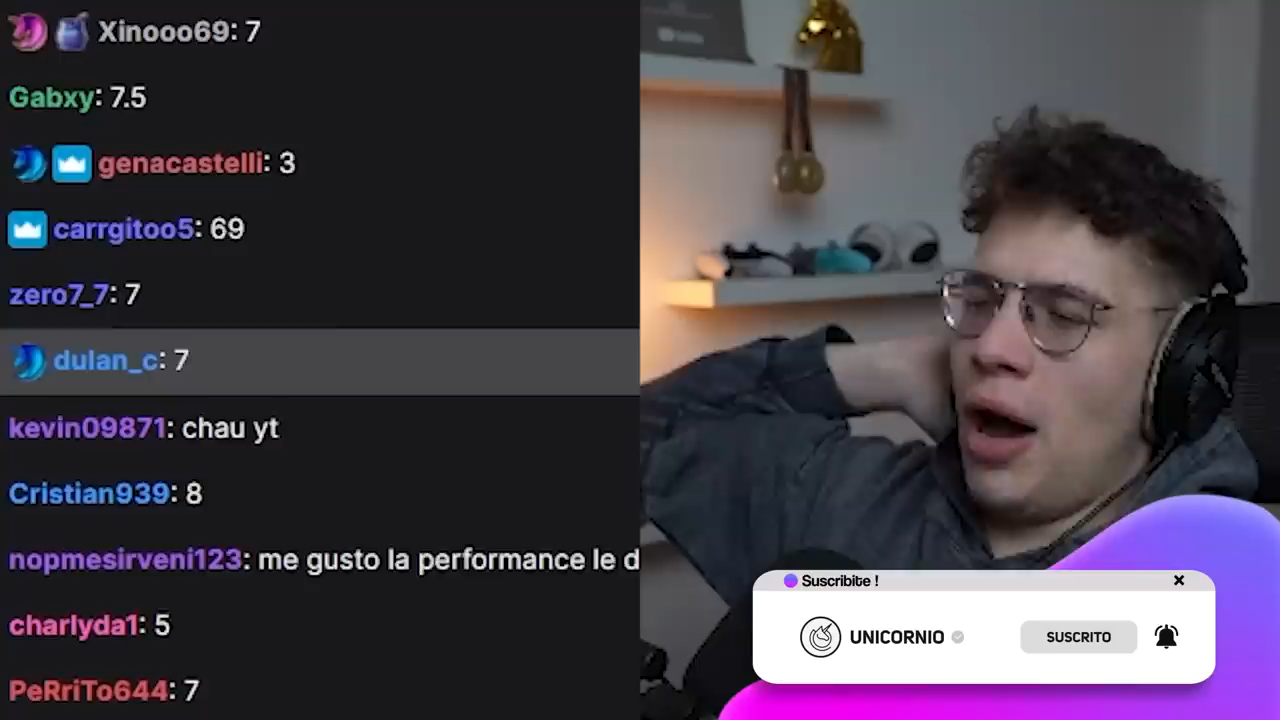 Xinooo69: 7
Gabxy: 7.5
genacastelli: 3
carrgitoo5: 69
zero7_7: 7
dulan_c: 7
kevin09871: chau yt
Cristian939: 8
nopmesirveni123: me gusto la performance le d
charlyda1: 5
PeRriTo644: 7
Suscribite !
UNICORNIO
SUSCRITO